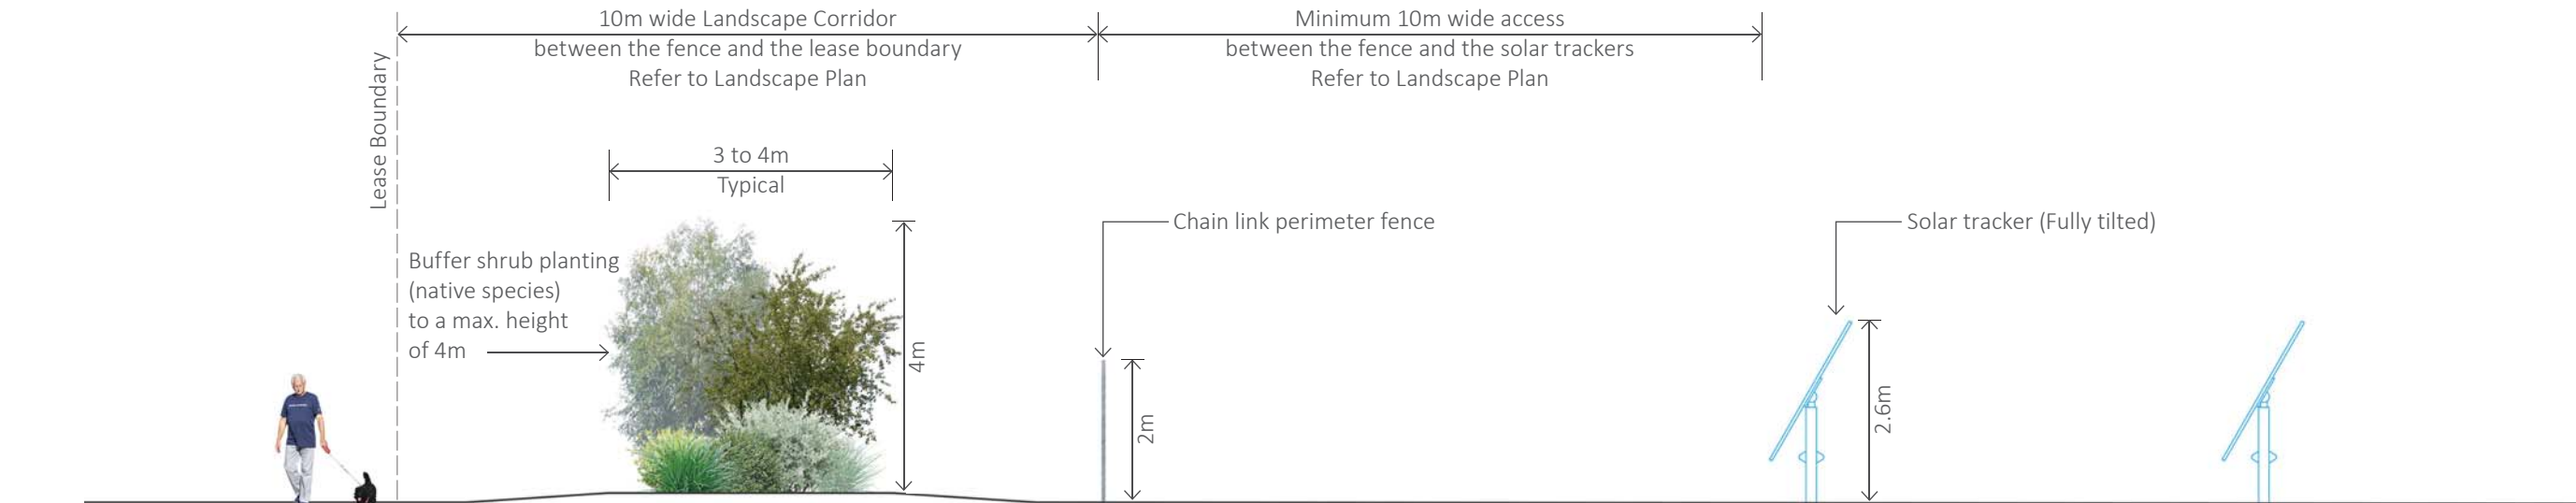 10m wide Landscape Corridor
between the fence and the lease boundary
Refer to Landscape Plan
Minimum 10m wide access
between the fence and the solar trackers
Refer to Landscape Plan
Lease Boundary
3 to 4m
Typical
Buffer shrub planting
(native species)
to a max. height
of 4m
4m
Chain link perimeter fence
2m
Solar tracker (Fully tilted)
2.6m